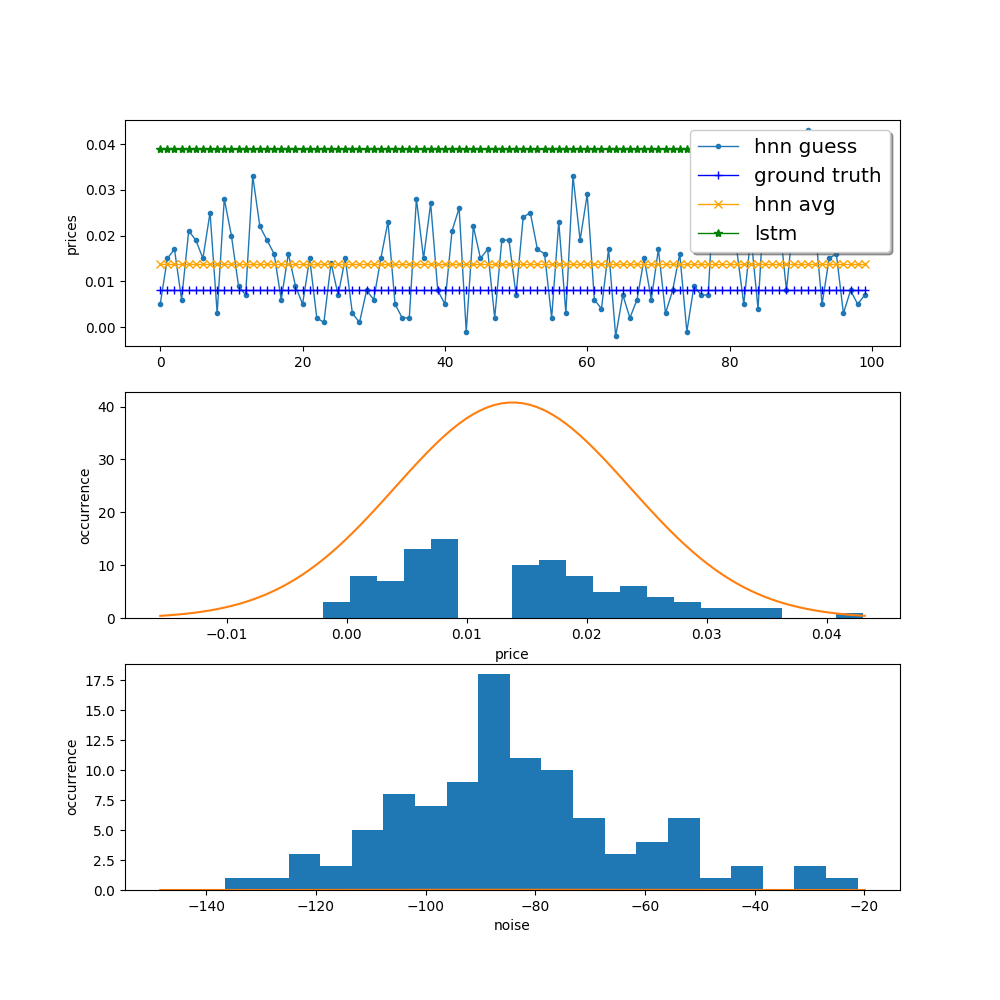 0.04
0.03
0.02
0.01
0.00
prices
hnn guess
ground truth
hnn avg
lstm
0 20 40 60 80 100
40
30
20
10
0
occurrence
−0.01 0.00 0.01 0.02 0.03 0.04
price
17.5
15.0
12.5
10.0
7.5
5.0
2.5
0.0
occurrence
−140 −120 −100 −80 −60 −40 −20
noise